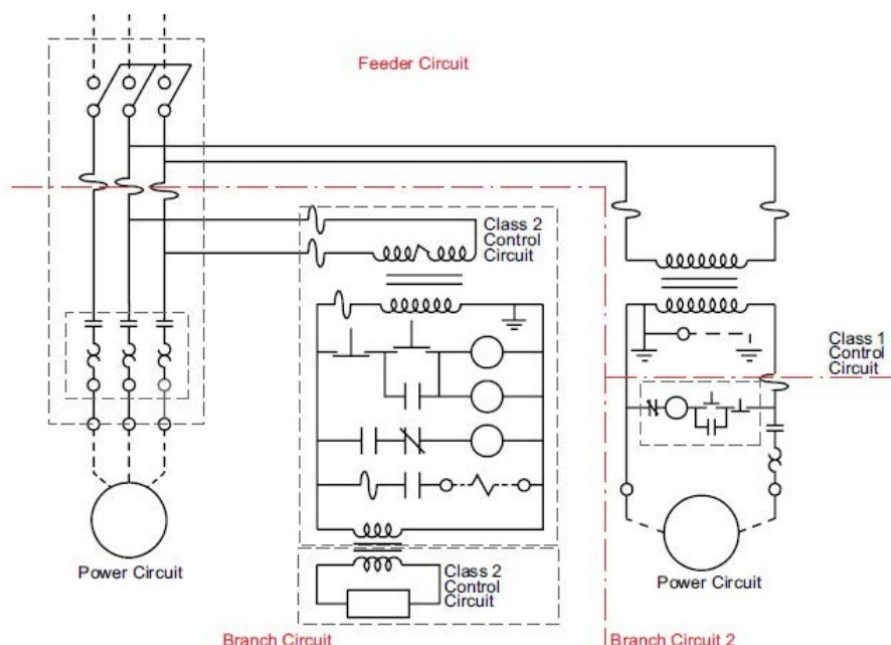 Feeder Circuit
Class 2
Control
Circuit
Class 1
Control
Circuit
Power Circuit
Class 2
Control
Circuit
Power Circuit
Branch Circuit
Branch Circuit 2